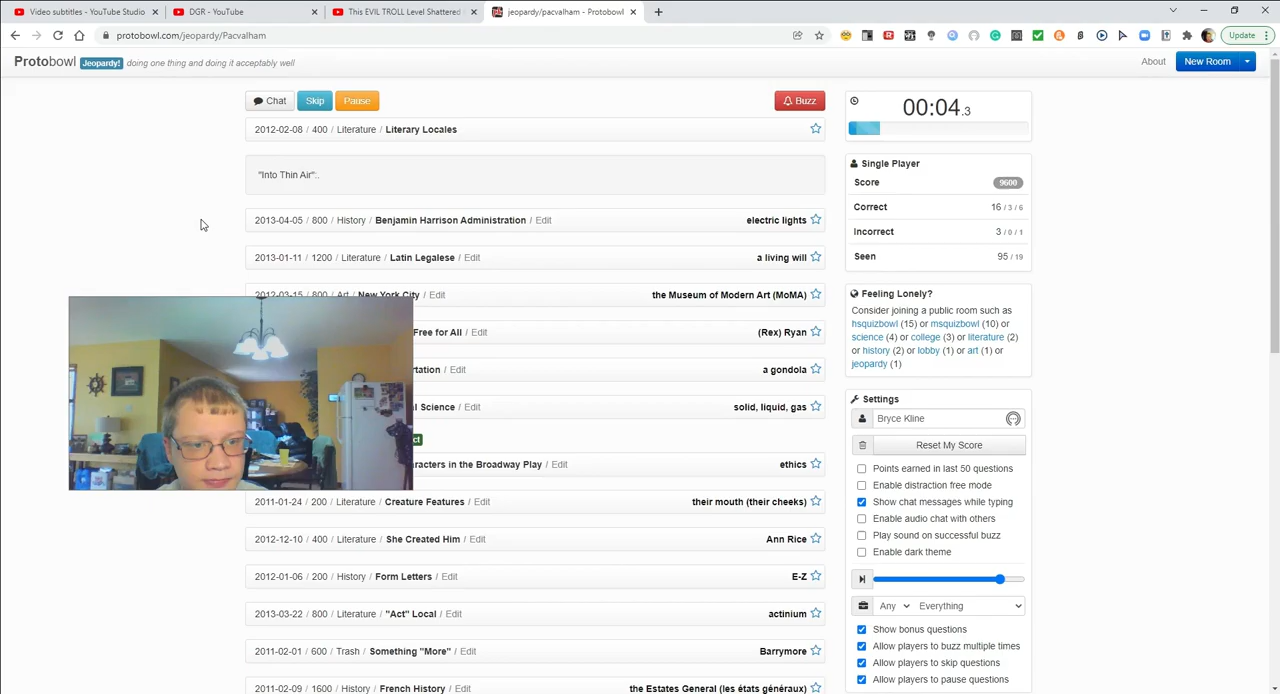 Video subtitles - YouTube Studio
DGR - YouTube
This EVIL TROLL Level Shattered
jeopardy/pacvalham - Protobowl
protobowl.com/jeopardy/Pacvalham
Update
Protobowl Jeopardy! doing one thing and doing it acceptably well
About
New Room
Chat
Skip
Pause
Buzz
2012-02-08 / 400 / Literature / Literary Locales
"Into Thin Air":.
2013-04-05 / 800 / History / Benjamin Harrison Administration / Edit electric lights
2013-01-11 / 1200 / Literature / Latin Legalese / Edit a living will
2012-03-15 / 800 / Art / New York City / Edit the Museum of Modern Art (MoMA)
Free for All / Edit (Rex) Ryan
rtation / Edit a gondola
al Science / Edit solid, liquid, gas
ct
aracters in the Broadway Play / Edit ethics
2011-01-24 / 200 / Literature / Creature Features / Edit their mouth (their cheeks)
2012-12-10 / 400 / Literature / She Created Him / Edit Ann Rice
2012-01-06 / 200 / History / Form Letters / Edit E-Z
2013-03-22 / 800 / Literature / "Act" Local / Edit actinium
2011-02-01 / 600 / Trash / Something "More" / Edit Barrymore
2011-02-09 / 1600 / History / French History / Edit the Estates General (les états généraux)
00:04.3
Single Player
Score 9600
Correct 16 / 3 / 6
Incorrect 3 / 0 / 1
Seen 95 / 19
Feeling Lonely?
Consider joining a public room such as
hsquizbowl (15) or msquizbowl (10) or
science (4) or college (3) or literature (2)
or history (2) or lobby (1) or art (1) or
jeopardy (1)
Settings
Bryce Kline
Reset My Score
Points earned in last 50 questions
Enable distraction free mode
Show chat messages while typing
Enable audio chat with others
Play sound on successful buzz
Enable dark theme
Any Everything
Show bonus questions
Allow players to buzz multiple times
Allow players to skip questions
Allow players to pause questions